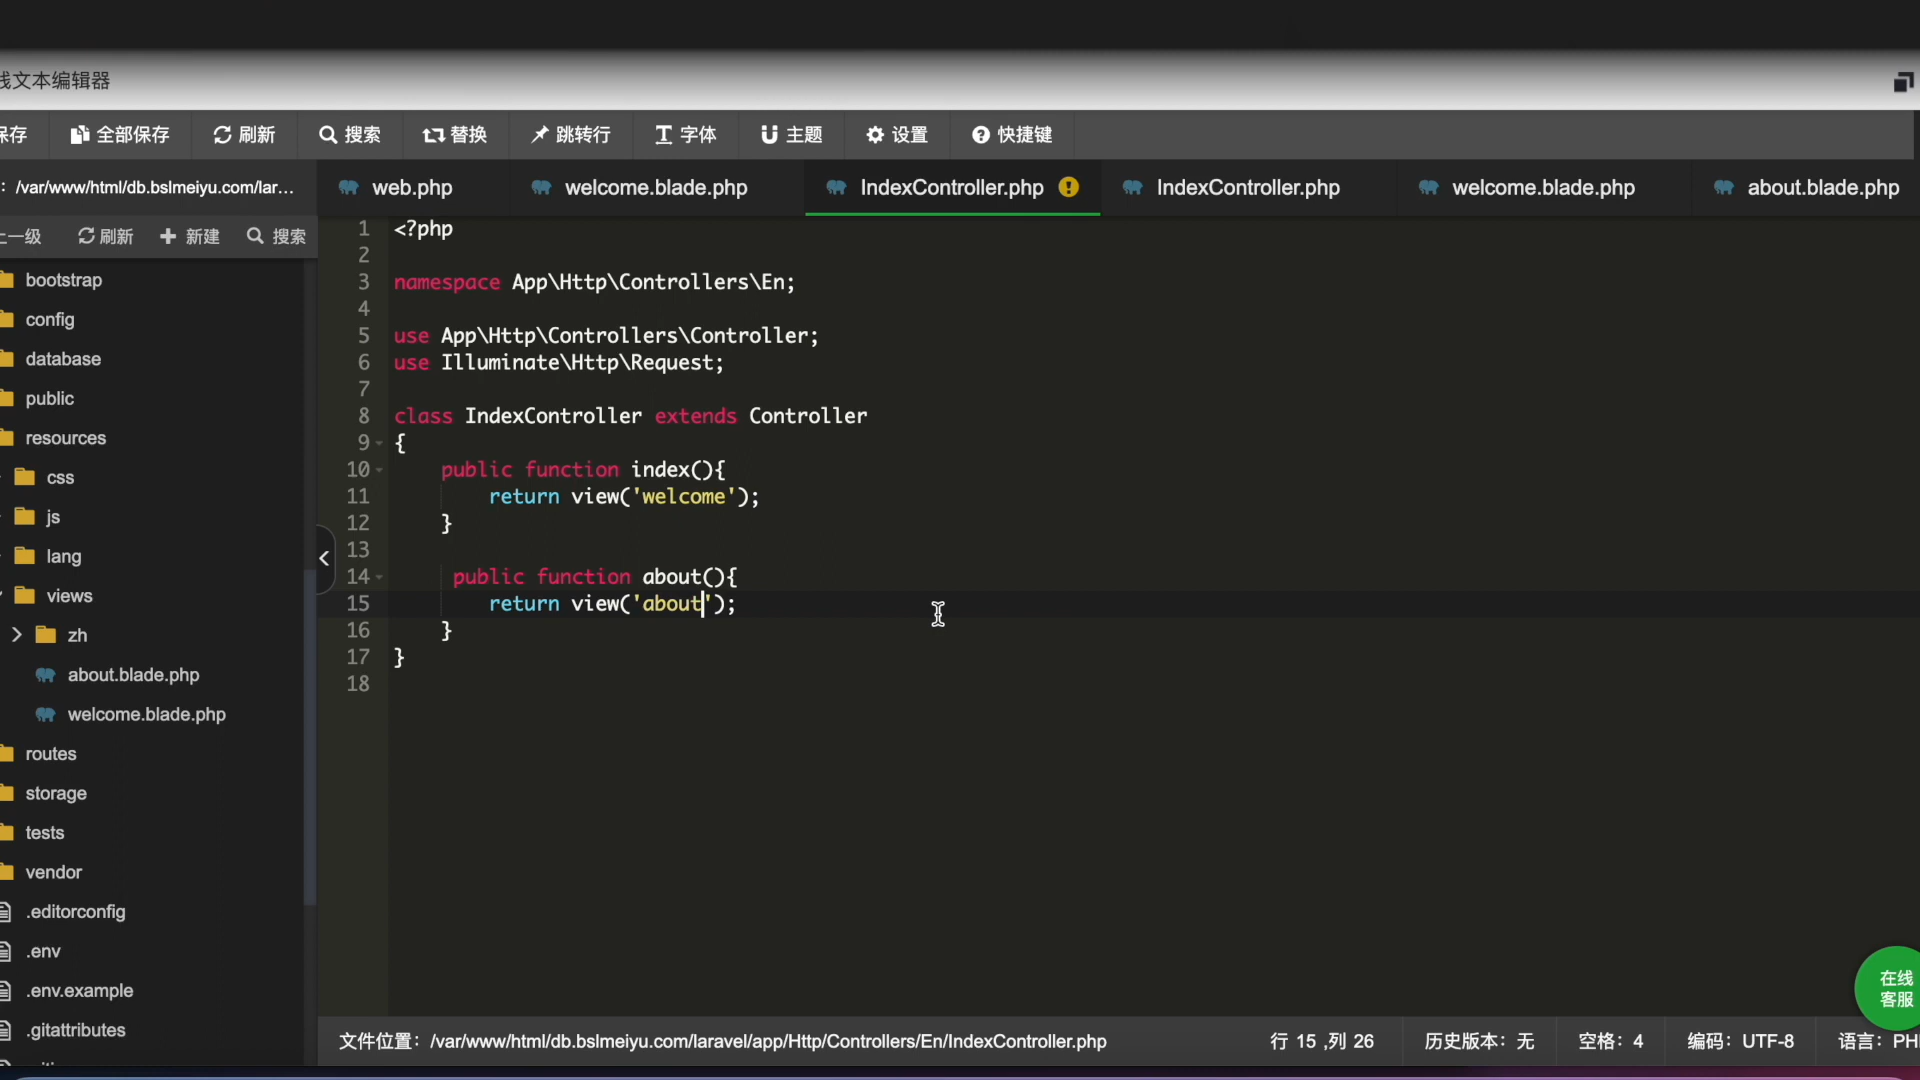 线文本编辑器
保存 全部保存 刷新 搜索 替换 跳转行 字体 主题 设置 快捷键
: /var/www/html/db.bslmeiyu.com/lar... web.php welcome.blade.php IndexController.php IndexController.php welcome.blade.php about.blade.php
上一级 刷新 新建 搜索
bootstrap
config
database
public
resources
css
js
lang
views
zh
about.blade.php
welcome.blade.php
routes
storage
tests
vendor
.editorconfig
.env
.env.example
.gitattributes
1 <?php
2
3 namespace App\Http\Controllers\En;
4
5 use App\Http\Controllers\Controller;
6 use Illuminate\Http\Request;
7
8 class IndexController extends Controller
9 {
10 public function index(){
11 return view('welcome');
12 }
13
14 public function about(){
15 return view('about');
16 }
17 }
18
在线
客服
文件位置: /var/www/html/db.bslmeiyu.com/laravel/app/Http/Controllers/En/IndexController.php 行 15 ,列 26 历史版本: 无 空格: 4 编码: UTF-8 语言: PH